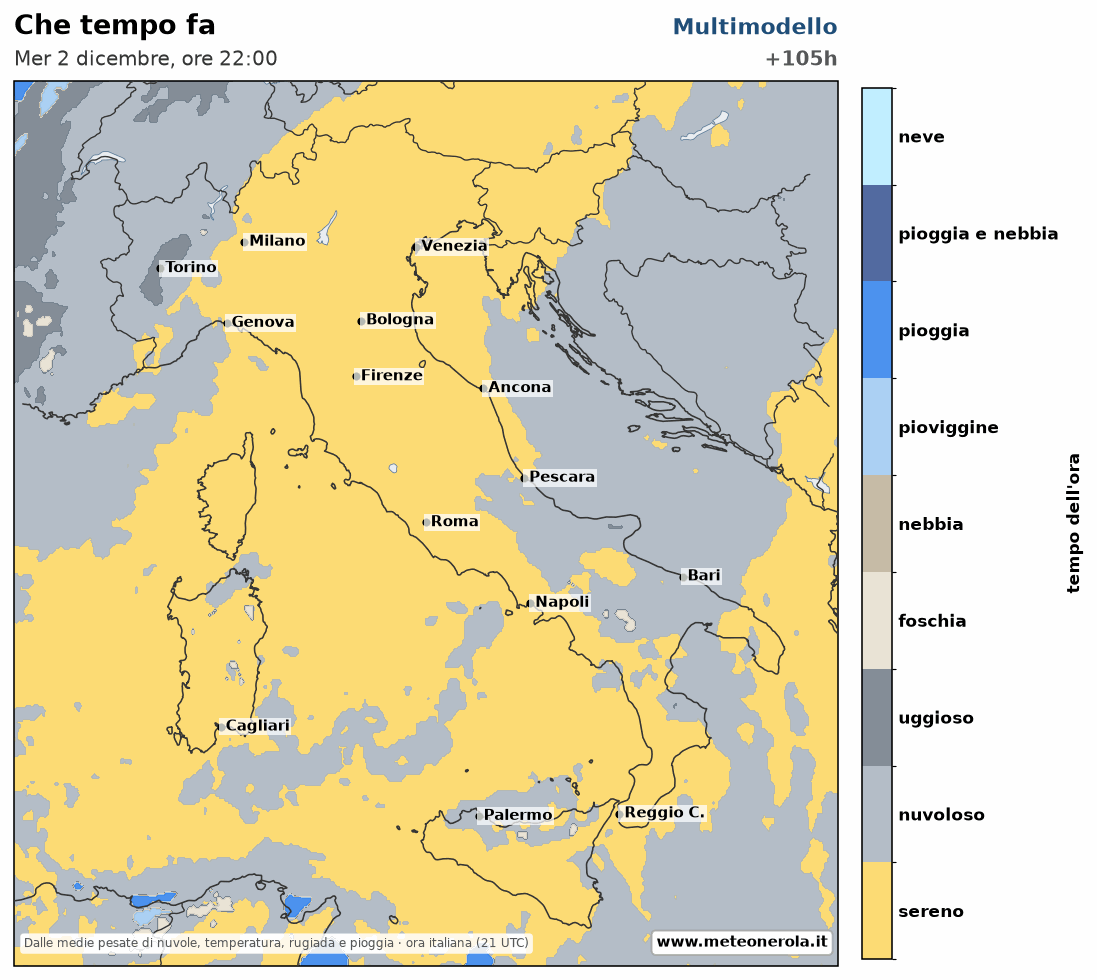 Che tempo fa
Multimodello
Mer 2 dicembre, ore 22:00
+105h
neve
pioggia e nebbia
pioggia
pioviggine
nebbia
foschia
uggioso
nuvoloso
sereno
tempo dell'ora
Milano
Venezia
Torino
Genova
Bologna
Firenze
Ancona
Pescara
Roma
Bari
Napoli
Cagliari
Palermo
Reggio C.
Dalle medie pesate di nuvole, temperatura, rugiada e pioggia · ora italiana (21 UTC)
www.meteonerola.it